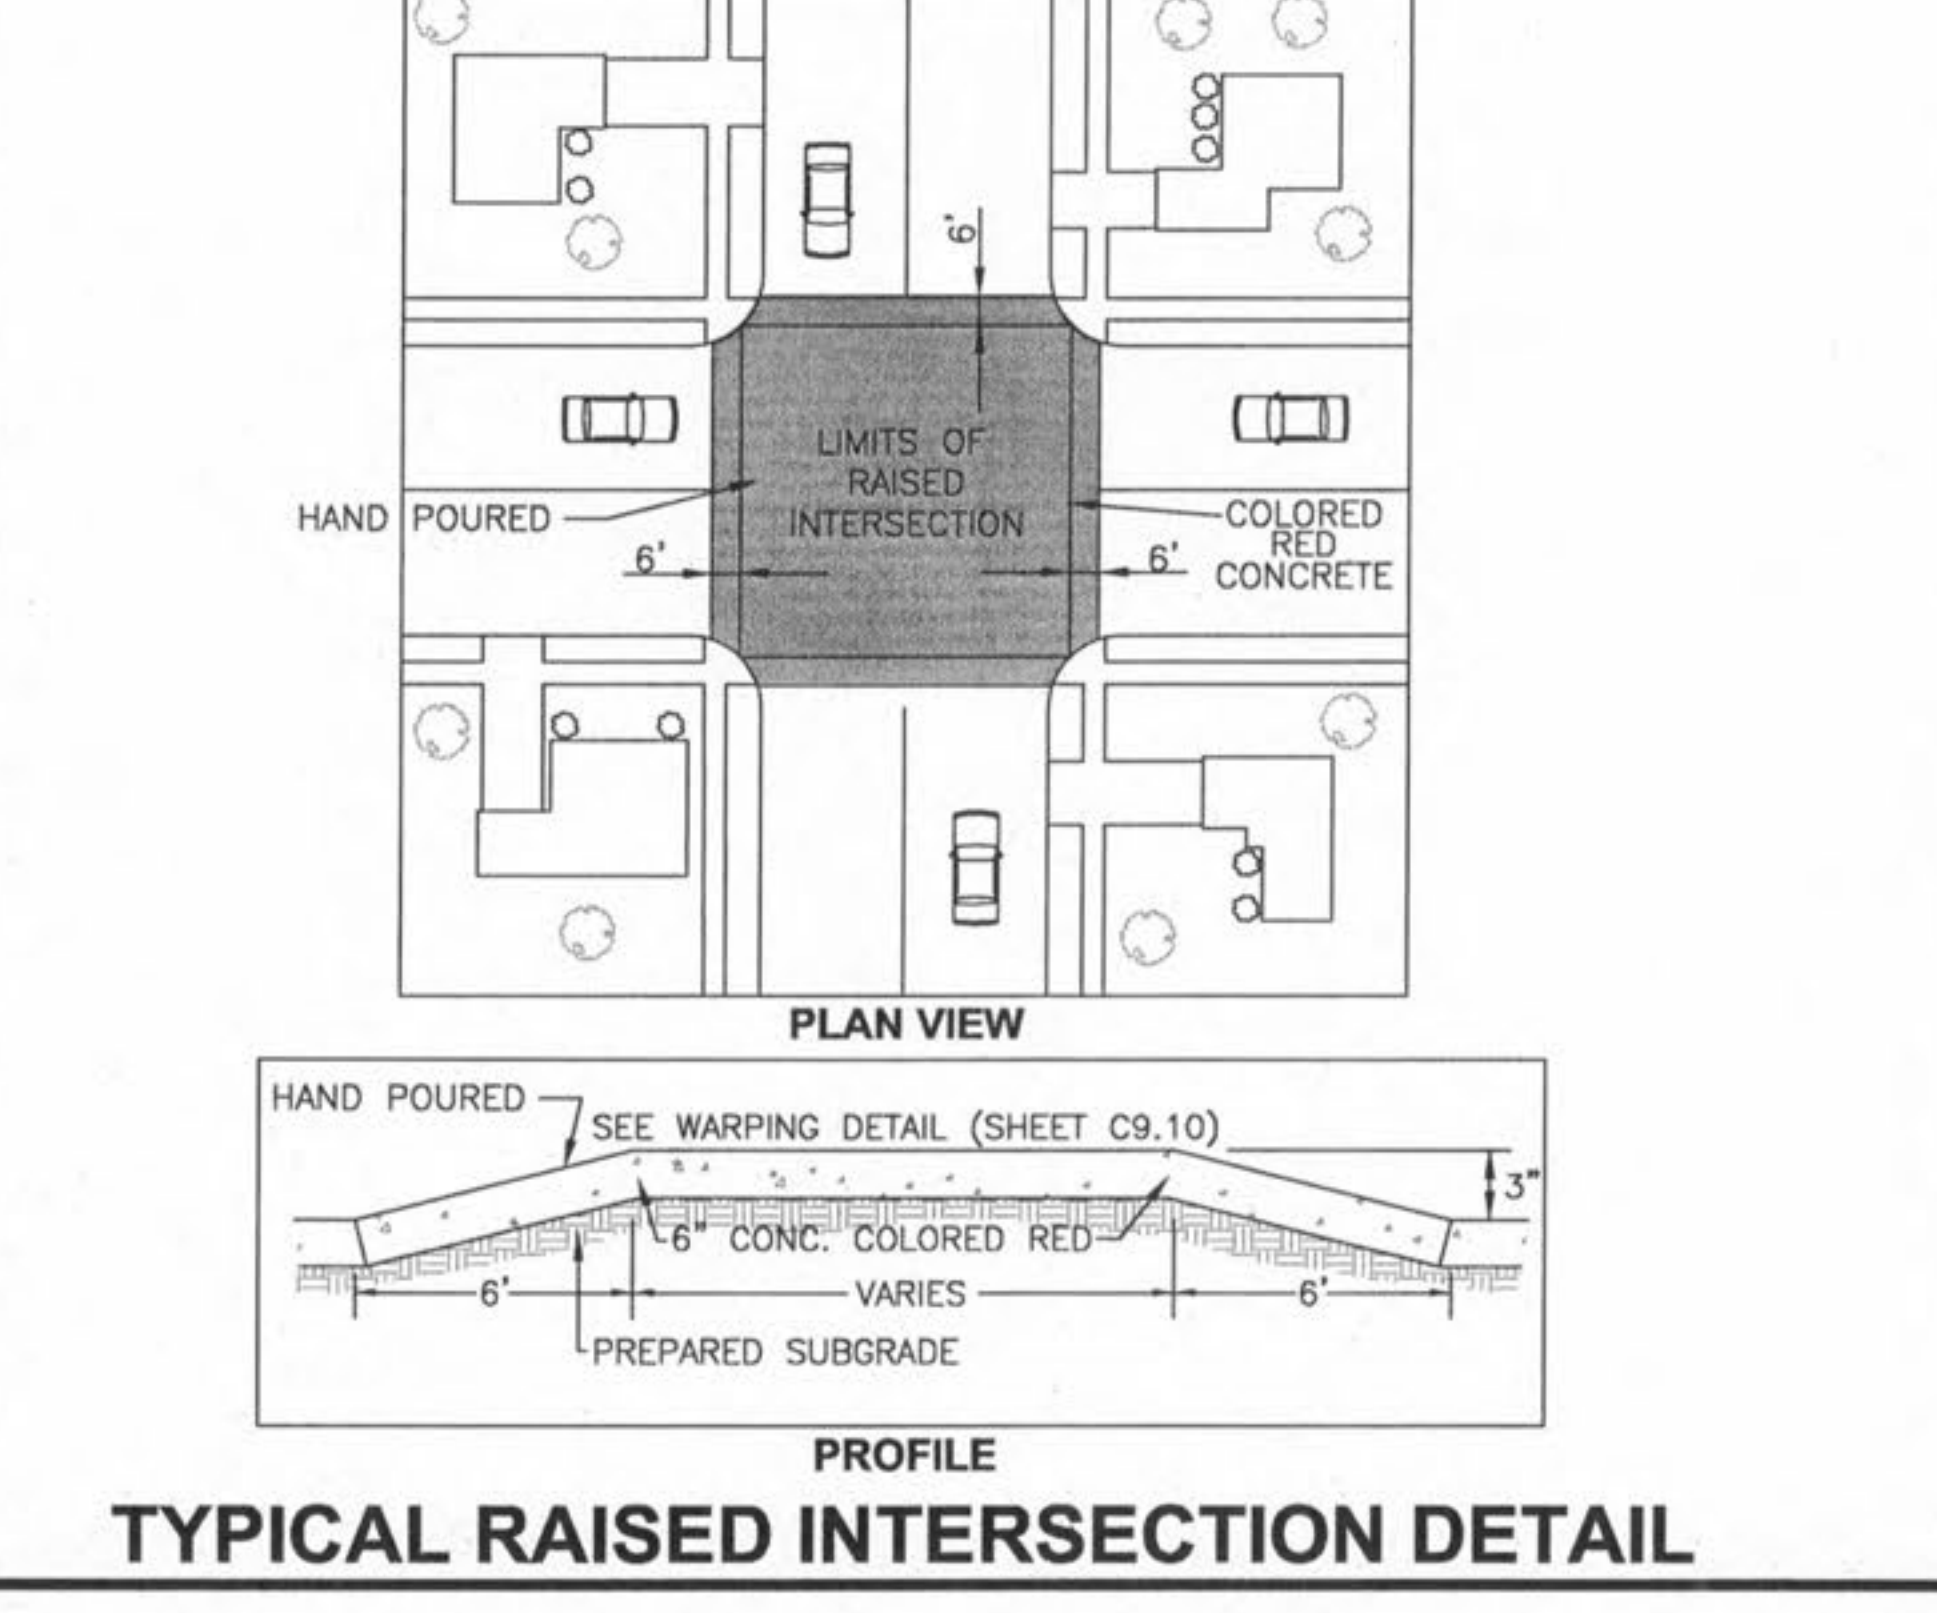 6'
LIMITS OF
RAISED
INTERSECTION
HAND POURED
COLORED
RED
CONCRETE
6'
6'
PLAN VIEW
HAND POURED
SEE WARPING DETAIL (SHEET C9.10)
3"
6" CONC. COLORED RED
6'
VARIES
6'
PREPARED SUBGRADE
PROFILE
TYPICAL RAISED INTERSECTION DETAIL